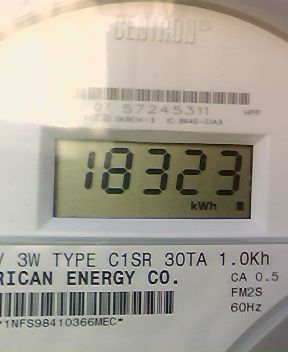 CENTRON®
07 57245311 HPP
18323
kWh
V 3W TYPE C1SR 30TA 1.0Kh
RICAN ENERGY CO. CA 0.5
FM2S
60Hz
*1NFS98410366MEC*